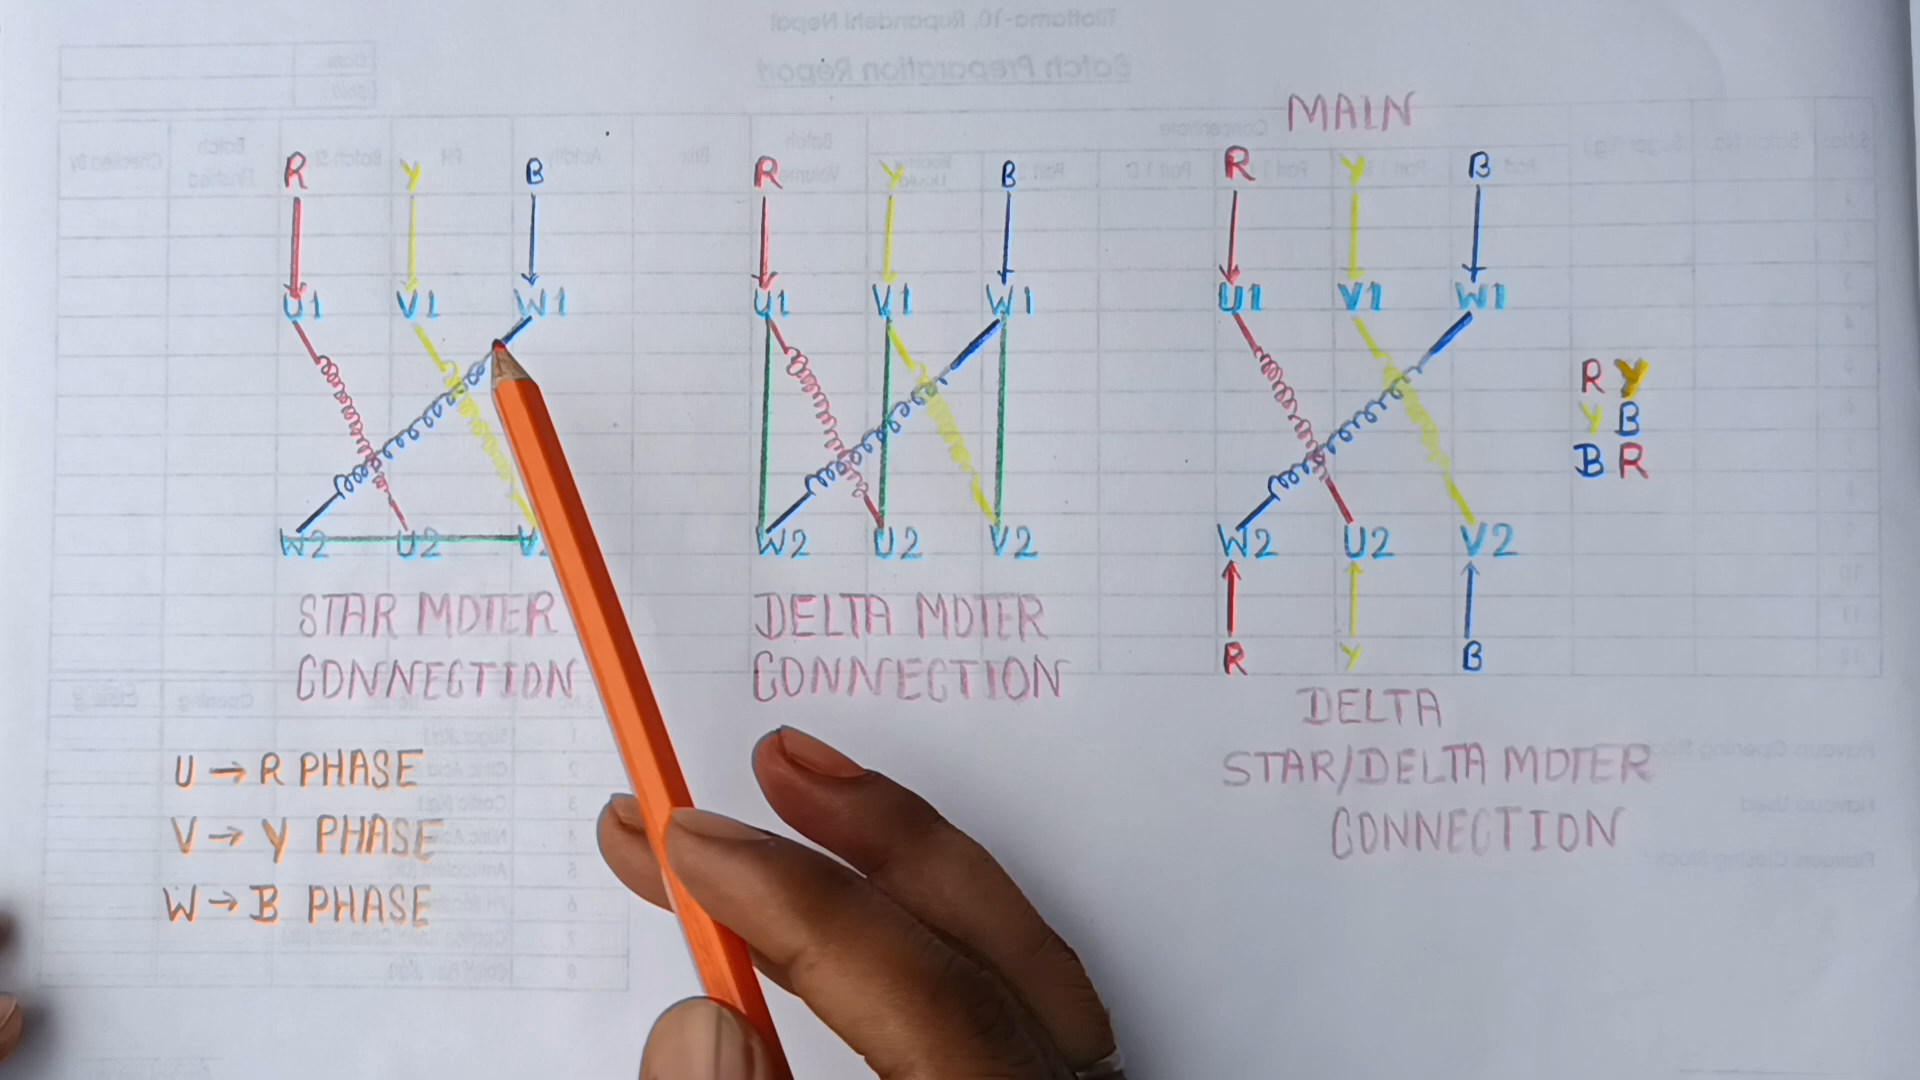 MAIN
R Y B
R Y B
R Y B
U1 V1 W1
U1 V1 W1
U1 V1 W1
R Y
Y B
B R
W2 U2
W2 U2 V2
W2 U2 V2
R Y B
STAR MOTER
CONNECTION
DELTA MOTER
CONNECTION
DELTA
STAR/DELTA MOTER
CONNECTION
U → R PHASE
V → Y PHASE
W → B PHASE